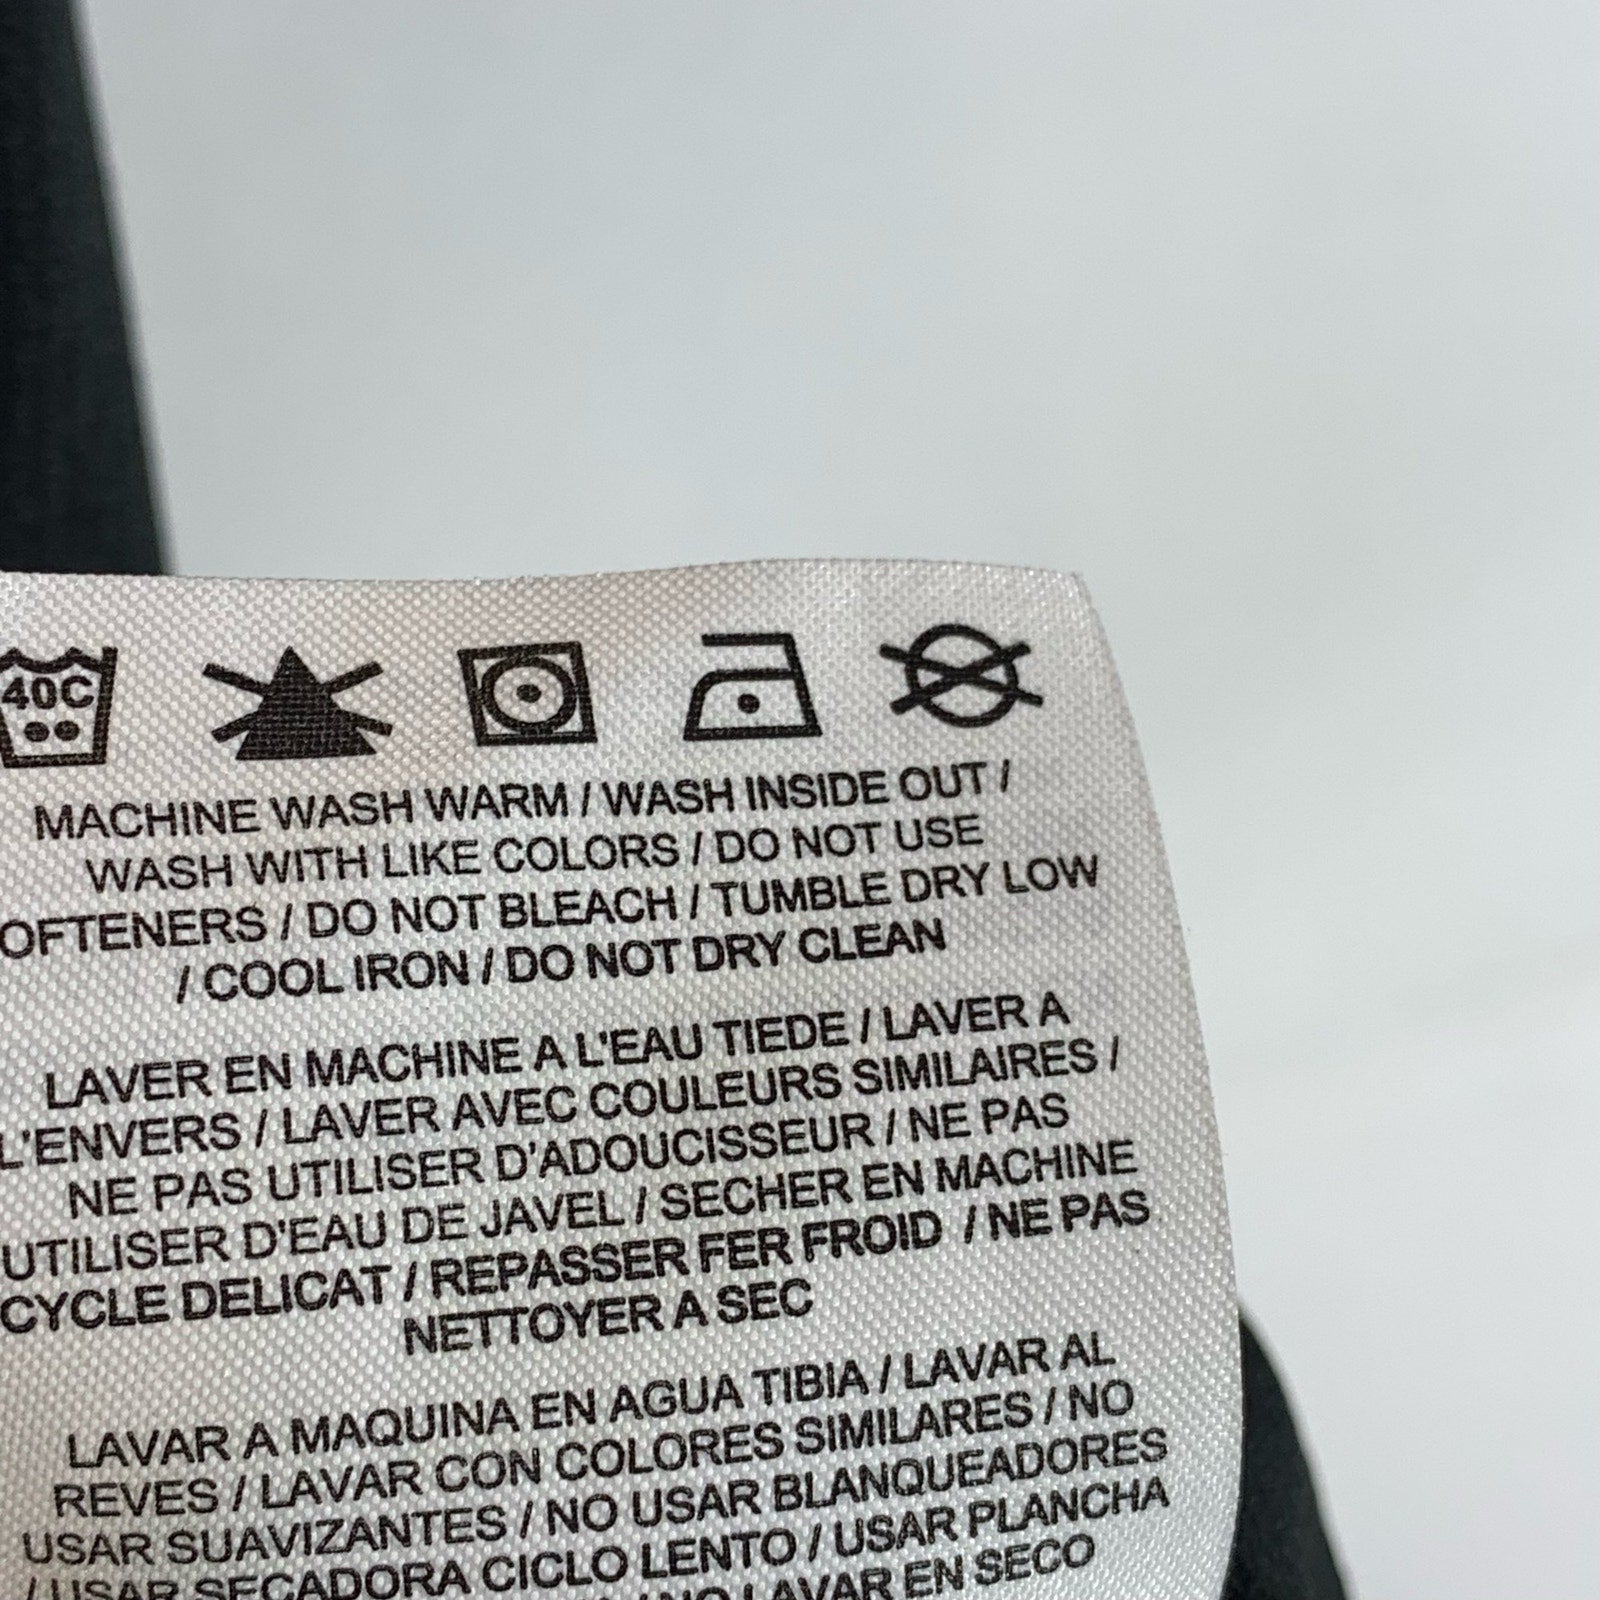 40C
MACHINE WASH WARM / WASH INSIDE OUT /
WASH WITH LIKE COLORS / DO NOT USE
OFTENERS / DO NOT BLEACH / TUMBLE DRY LOW
/ COOL IRON / DO NOT DRY CLEAN
LAVER EN MACHINE A L'EAU TIEDE / LAVER A
L'ENVERS / LAVER AVEC COULEURS SIMILAIRES /
NE PAS UTILISER D'ADOUCISSEUR / NE PAS
UTILISER D'EAU DE JAVEL / SECHER EN MACHINE
CYCLE DELICAT / REPASSER FER FROID / NE PAS
NETTOYER A SEC
LAVAR A MAQUINA EN AGUA TIBIA / LAVAR AL
REVES / LAVAR CON COLORES SIMILARES / NO
USAR SUAVIZANTES / NO USAR BLANQUEADORES
/ USAR SECADORA CICLO LENTO / USAR PLANCHA
/ NO LAVAR EN SECO